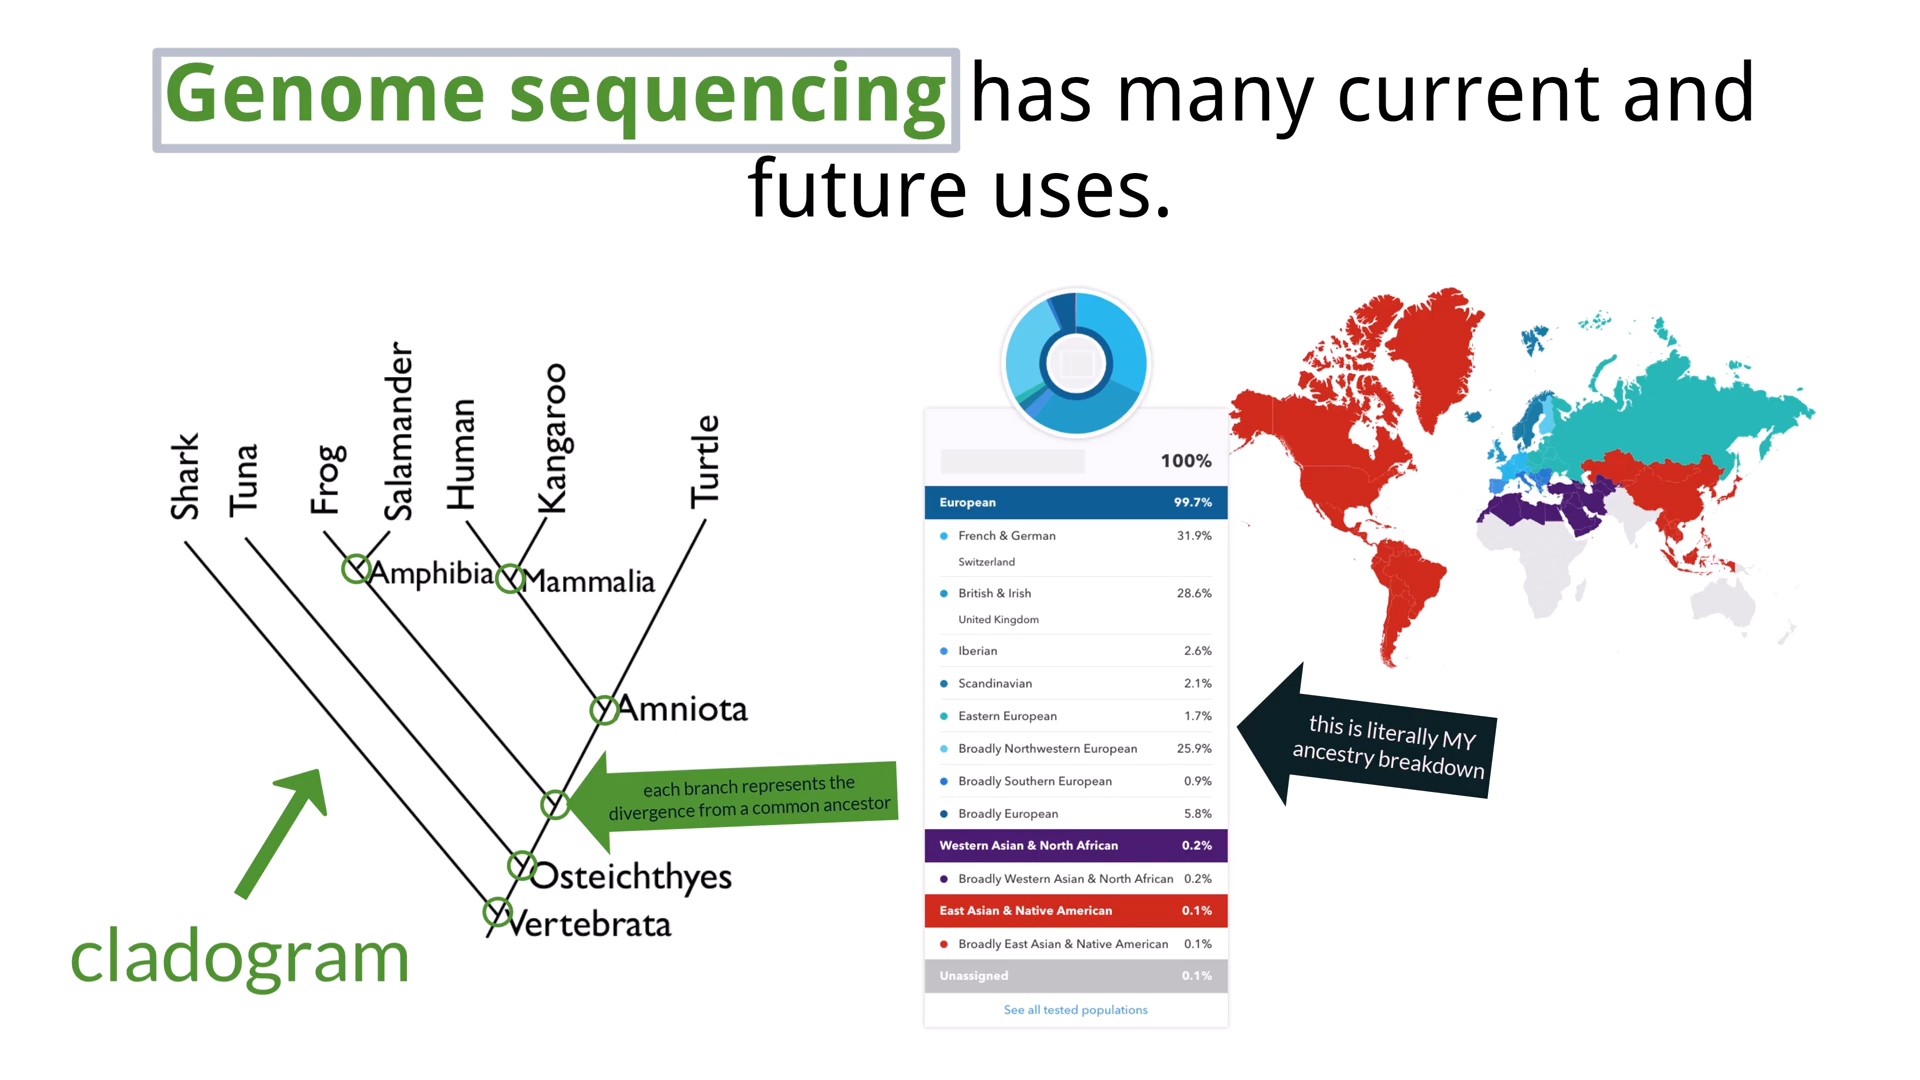 Genome sequencing has many current and
future uses.
Shark
Tuna
Frog
Salamander
Human
Kangaroo
Turtle
Amphibia
Mammalia
Amniota
each branch represents the
divergence from a common ancestor
Osteichthyes
Vertebrata
cladogram
100%
European 99.7%
French & German 31.9%
Switzerland
British & Irish 28.6%
United Kingdom
Iberian 2.6%
Scandinavian 2.1%
Eastern European 1.7%
Broadly Northwestern European 25.9%
Broadly Southern European 0.9%
Broadly European 5.8%
Western Asian & North African 0.2%
Broadly Western Asian & North African 0.2%
East Asian & Native American 0.1%
Broadly East Asian & Native American 0.1%
Unassigned 0.1%
See all tested populations
this is literally MY
ancestry breakdown